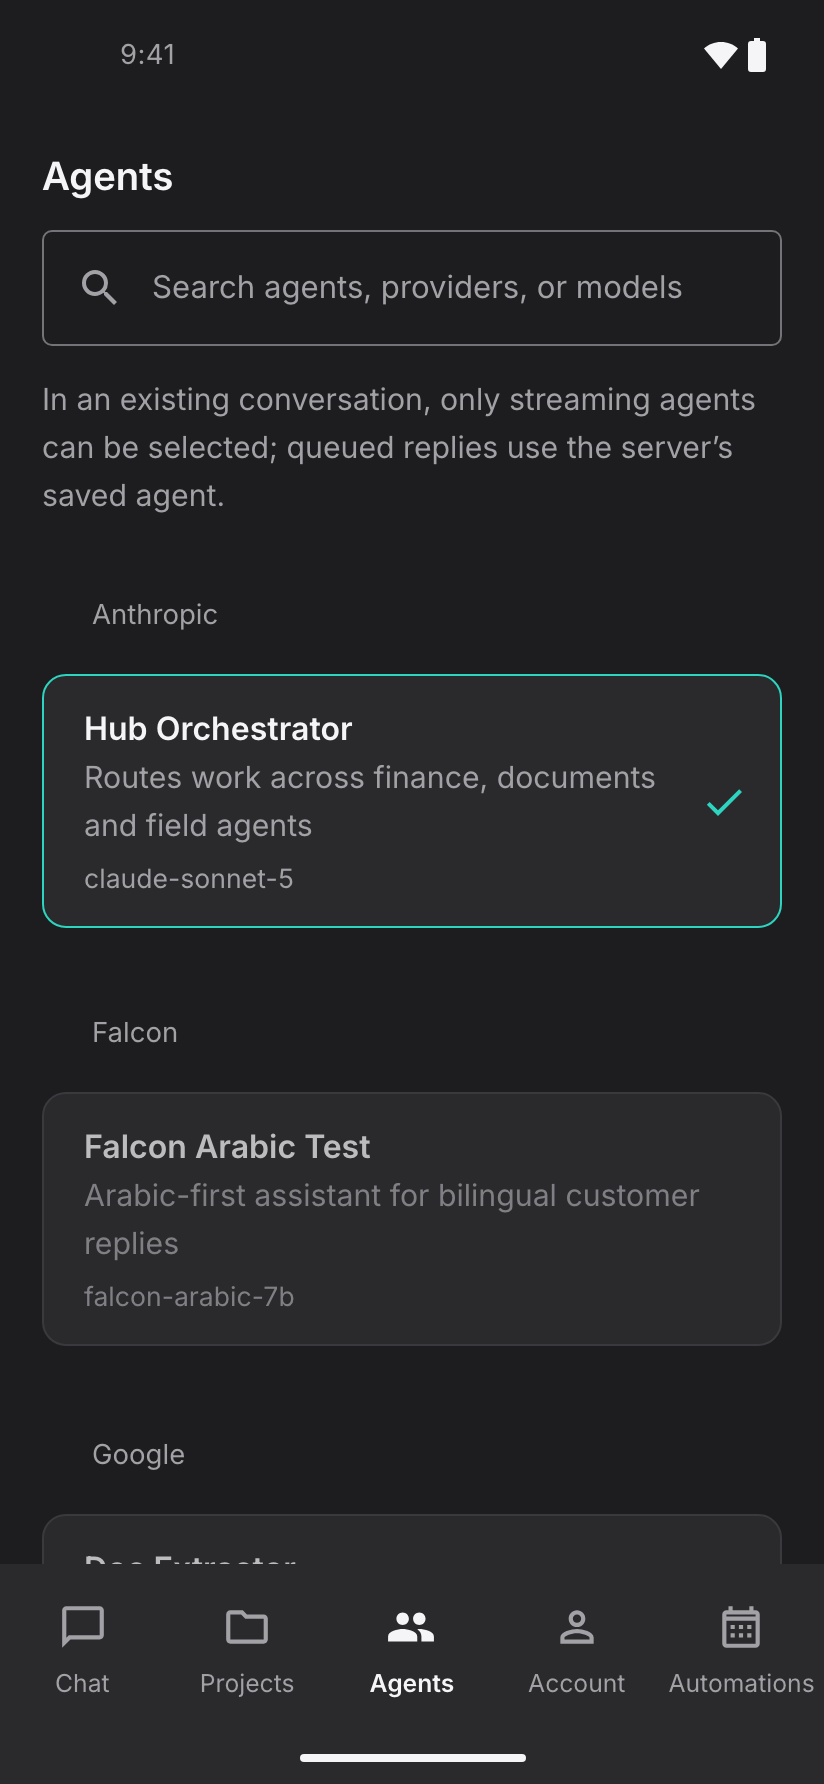 9:41
Agents
Search agents, providers, or models
In an existing conversation, only streaming agents
can be selected; queued replies use the server’s
saved agent.
Anthropic
Hub Orchestrator
Routes work across finance, documents
and field agents
claude-sonnet-5
Falcon
Falcon Arabic Test
Arabic-first assistant for bilingual customer
replies
falcon-arabic-7b
Google
Doc Extractor
Chat
Projects
Agents
Account
Automations